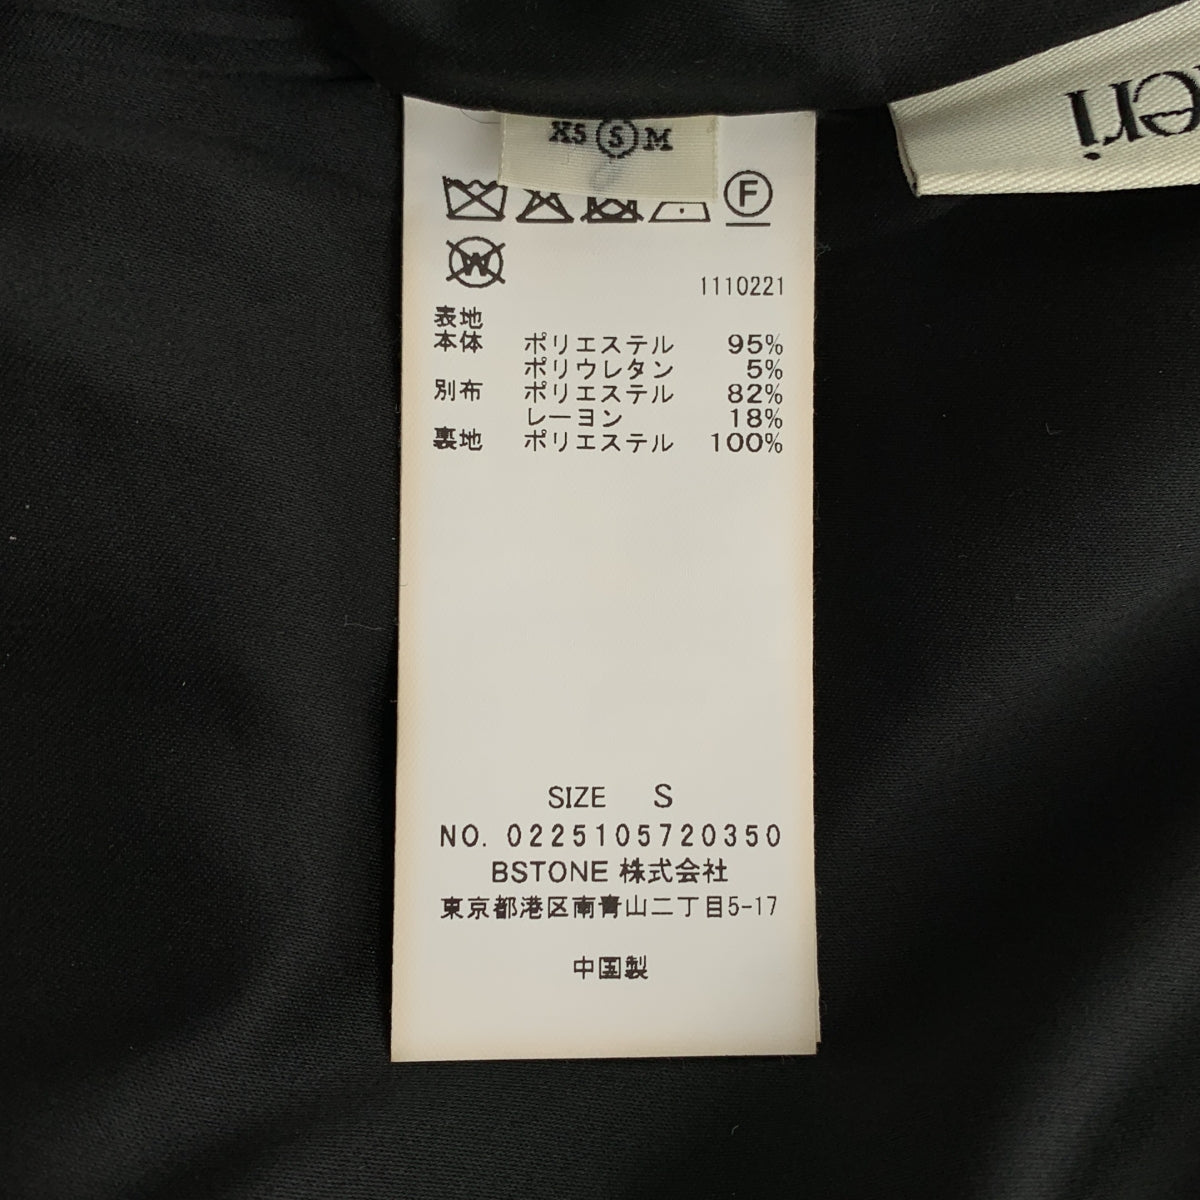 XS S M
F
W
1110221
表地
本体 ポリエステル 95%
ポリウレタン 5%
別布 ポリエステル 82%
レーヨン 18%
裏地 ポリエステル 100%
SIZE S
NO. 0225105720350
BSTONE 株式会社
東京都港区南青山二丁目5-17
中国製